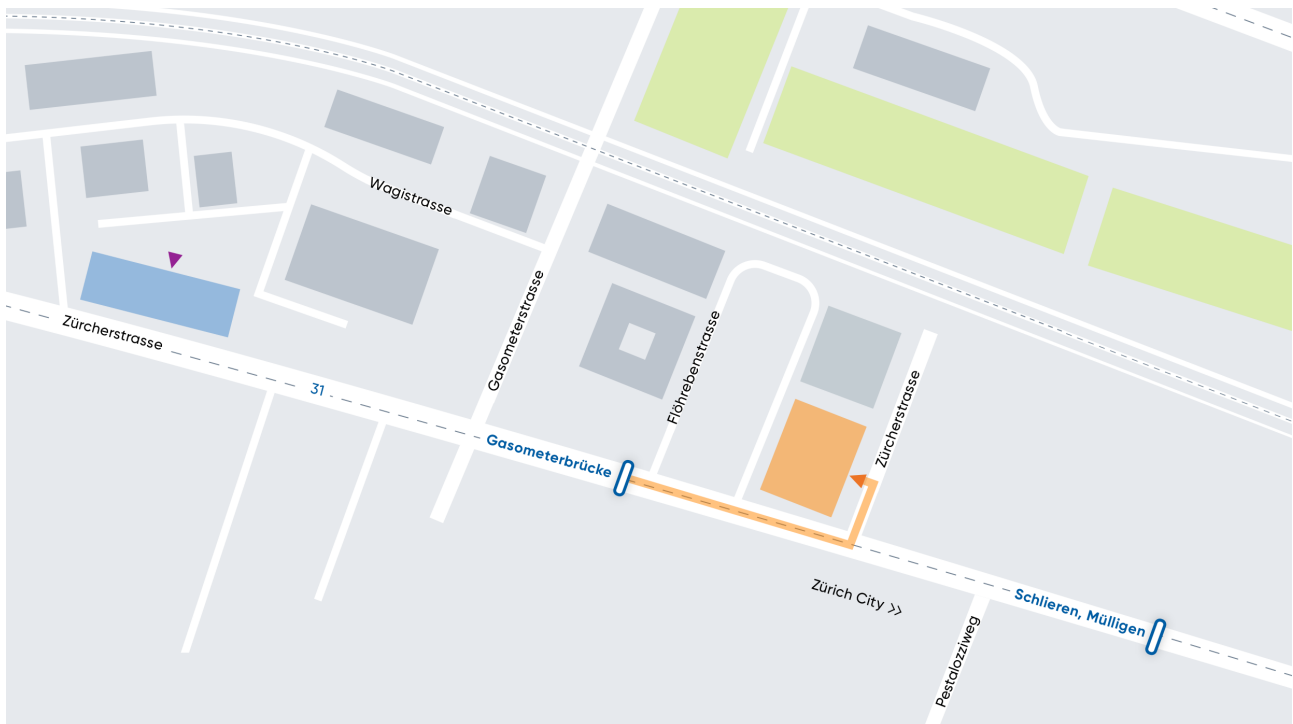 Wagistrasse
Gasometerstrasse
Zürcherstrasse
31
Flöhrebenstrasse
Zürcherstrasse
Gasometerbrücke
Zürich City >>
Schlieren, Mülligen
Pestalozziweg